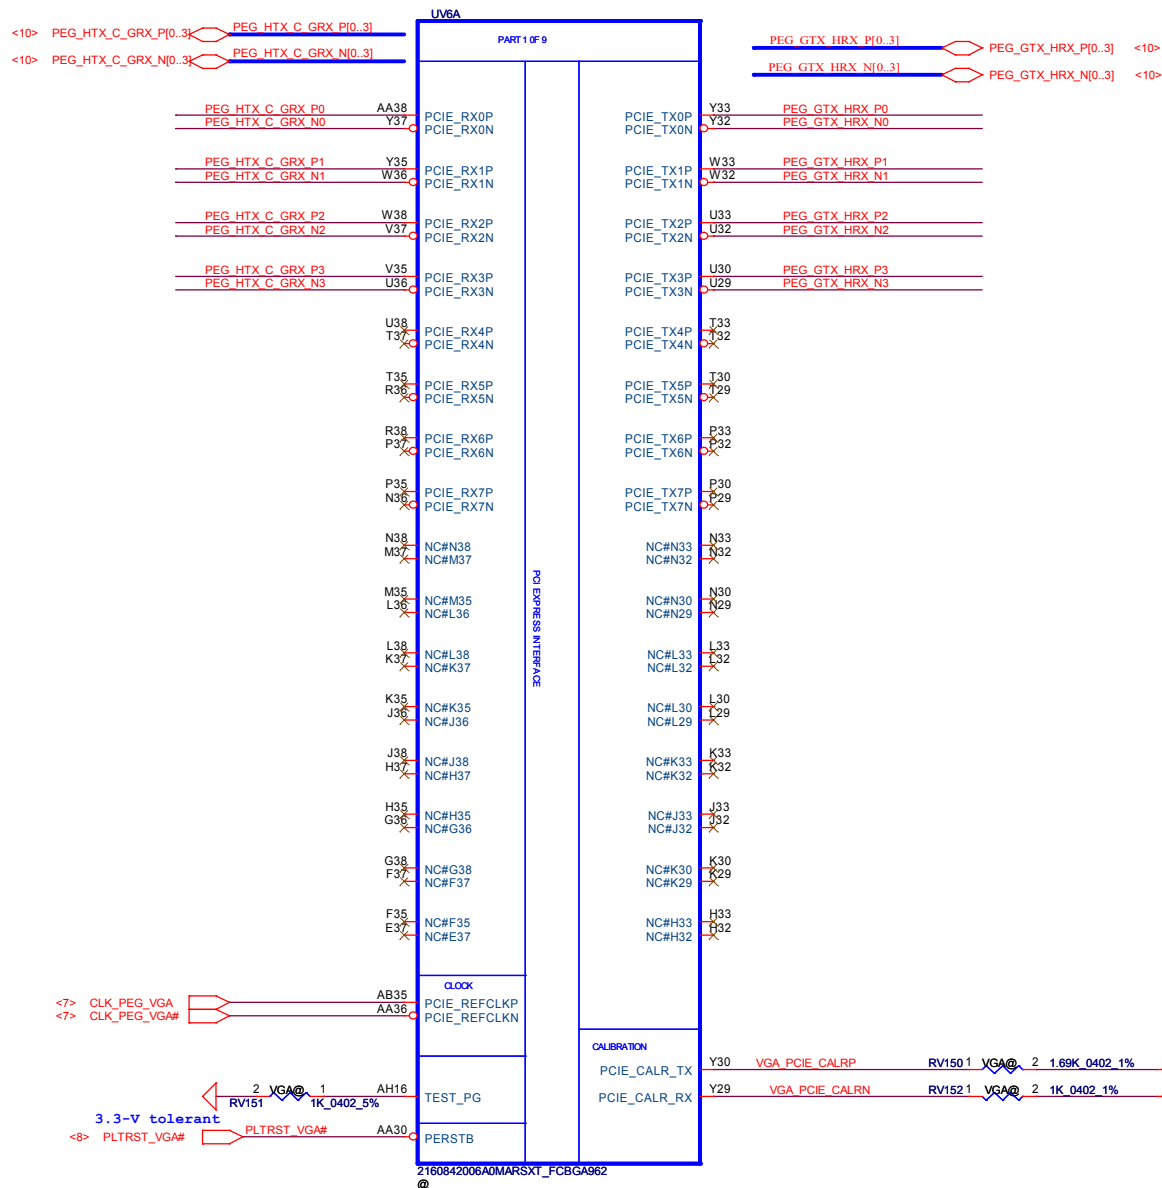 UV6A
<10> PEG_HTX_C_GRX_P[0..3] PEG_HTX_C_GRX_P[0..3]
PART 1 0F 9
PEG_GTX_HRX_P[0..3] PEG_GTX_HRX_P[0..3] <10>
<10> PEG_HTX_C_GRX_N[0..3] PEG_HTX_C_GRX_N[0..3]
PEG_GTX_HRX_N[0..3] PEG_GTX_HRX_N[0..3] <10>
PEG_HTX_C_GRX_P0 AA38 PCIE_RX0P PCIE_TX0P Y33 PEG_GTX_HRX_P0
PEG_HTX_C_GRX_N0 Y37 PCIE_RX0N PCIE_TX0N Y32 PEG_GTX_HRX_N0
PEG_HTX_C_GRX_P1 Y35 PCIE_RX1P PCIE_TX1P W33 PEG_GTX_HRX_P1
PEG_HTX_C_GRX_N1 W36 PCIE_RX1N PCIE_TX1N W32 PEG_GTX_HRX_N1
PEG_HTX_C_GRX_P2 W38 PCIE_RX2P PCIE_TX2P U33 PEG_GTX_HRX_P2
PEG_HTX_C_GRX_N2 V37 PCIE_RX2N PCIE_TX2N U32 PEG_GTX_HRX_N2
PEG_HTX_C_GRX_P3 V35 PCIE_RX3P PCIE_TX3P U30 PEG_GTX_HRX_P3
PEG_HTX_C_GRX_N3 U36 PCIE_RX3N PCIE_TX3N U29 PEG_GTX_HRX_N3
U38 PCIE_RX4P PCIE_TX4P T33
T37 PCIE_RX4N PCIE_TX4N T32
T35 PCIE_RX5P PCIE_TX5P T30
R36 PCIE_RX5N PCIE_TX5N T29
R38 PCIE_RX6P PCIE_TX6P P33
P37 PCIE_RX6N PCIE_TX6N P32
P35 PCIE_RX7P PCIE_TX7P P30
N36 PCIE_RX7N PCIE_TX7N P29
N38 NC#N38 NC#N33 N33
M37 NC#M37 NC#N32 N32
PCI EXPRESS INTERFACE
M35 NC#M35 NC#N30 N30
L36 NC#L36 NC#N29 N29
L38 NC#L38 NC#L33 L33
K37 NC#K37 NC#L32 L32
K35 NC#K35 NC#L30 L30
J36 NC#J36 NC#L29 L29
J38 NC#J38 NC#K33 K33
H37 NC#H37 NC#K32 K32
H35 NC#H35 NC#J33 J33
G36 NC#G36 NC#J32 J32
G38 NC#G38 NC#K30 K30
F37 NC#F37 NC#K29 K29
F35 NC#F35 NC#H33 H33
E37 NC#E37 NC#H32 H32
CLOCK
<7> CLK_PEG_VGA AB35 PCIE_REFCLKP
<7> CLK_PEG_VGA# AA36 PCIE_REFCLKN
CALIBRATION
PCIE_CALR_TX Y30 VGA_PCIE_CALRP RV150 1 VGA@ 2 1.69K_0402_1%
2 VGA@ 1 AH16 TEST_PG PCIE_CALR_RX Y29 VGA_PCIE_CALRN RV152 1 VGA@ 2 1K_0402_1%
RV151 1K_0402_5%
3.3-V tolerant
<8> PLTRST_VGA# PLTRST_VGA# AA30 PERSTB
2160842006A0MARSXT_FCBGA962
@